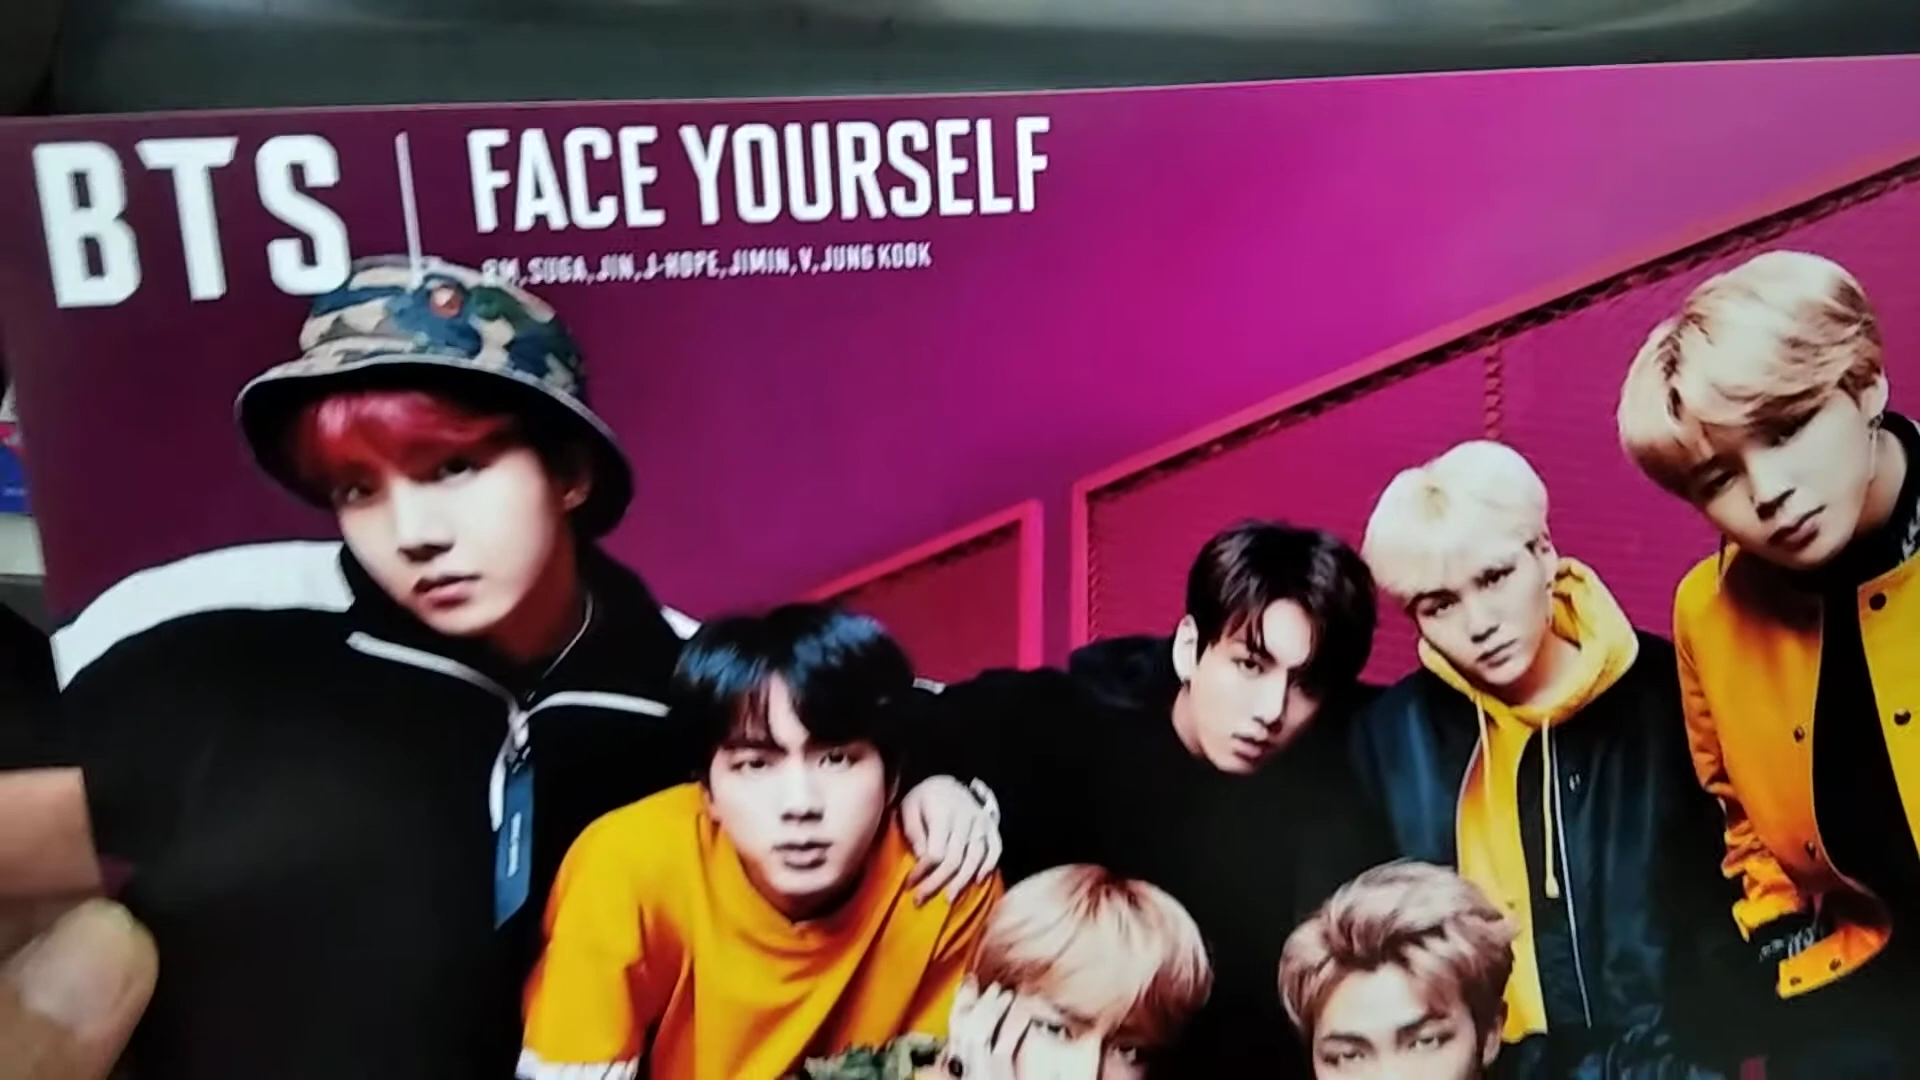 BTS | FACE YOURSELF
RM, SUGA, JIN, J-HOPE, JIMIN, V, JUNG KOOK